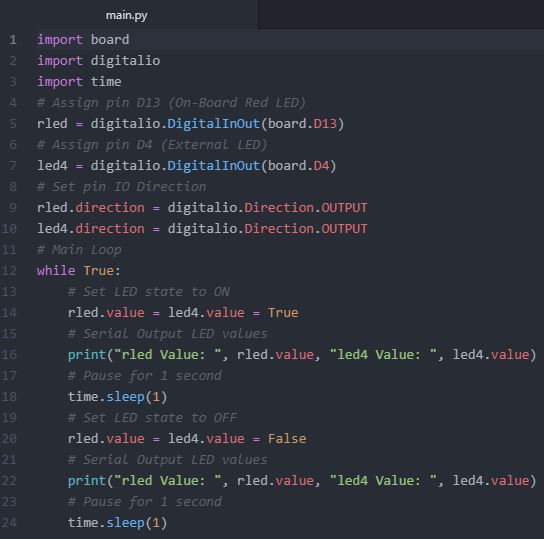 main.py
1 import board
2 import digitalio
3 import time
4 # Assign pin D13 (On-Board Red LED)
5 rled = digitalio.DigitalInOut(board.D13)
6 # Assign pin D4 (External LED)
7 led4 = digitalio.DigitalInOut(board.D4)
8 # Set pin IO Direction
9 rled.direction = digitalio.Direction.OUTPUT
10 led4.direction = digitalio.Direction.OUTPUT
11 # Main Loop
12 while True:
13     # Set LED state to ON
14     rled.value = led4.value = True
15     # Serial Output LED values
16     print("rled Value: ", rled.value, "led4 Value: ", led4.value)
17     # Pause for 1 second
18     time.sleep(1)
19     # Set LED state to OFF
20     rled.value = led4.value = False
21     # Serial Output LED values
22     print("rled Value: ", rled.value, "led4 Value: ", led4.value)
23     # Pause for 1 second
24     time.sleep(1)